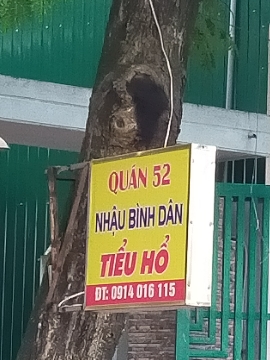 QUÁN 52
NHẬU BÌNH DÂN
TIỂU HỔ
ĐT: 0914 016 115